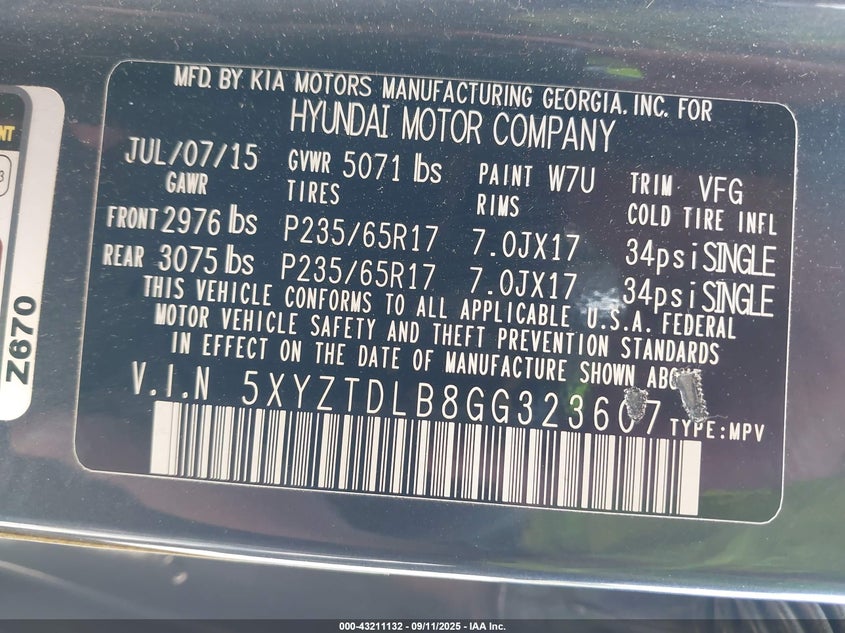 MFD. BY KIA MOTORS MANUFACTURING GEORGIA. INC. FOR
HYUNDAI MOTOR COMPANY
JUL/07/15 GVWR 5071 lbs PAINT W7U TRIM VFG
GAWR TIRES RIMS COLD TIRE INFL
FRONT 2976 lbs P235/65R17 7.0JX17 34psi SINGLE
REAR 3075 lbs P235/65R17 7.0JX17 34psi SINGLE
THIS VEHICLE CONFORMS TO ALL APPLICABLE U.S.A. FEDERAL
MOTOR VEHICLE SAFETY AND THEFT PREVENTION STANDARDS
IN EFFECT ON THE DATE OF MANUFACTURE SHOWN
V.I.N 5XYZTDLB8GG323607 TYPE:MPV
Z670
000-43211132 - 09/11/2025 - IAA Inc.